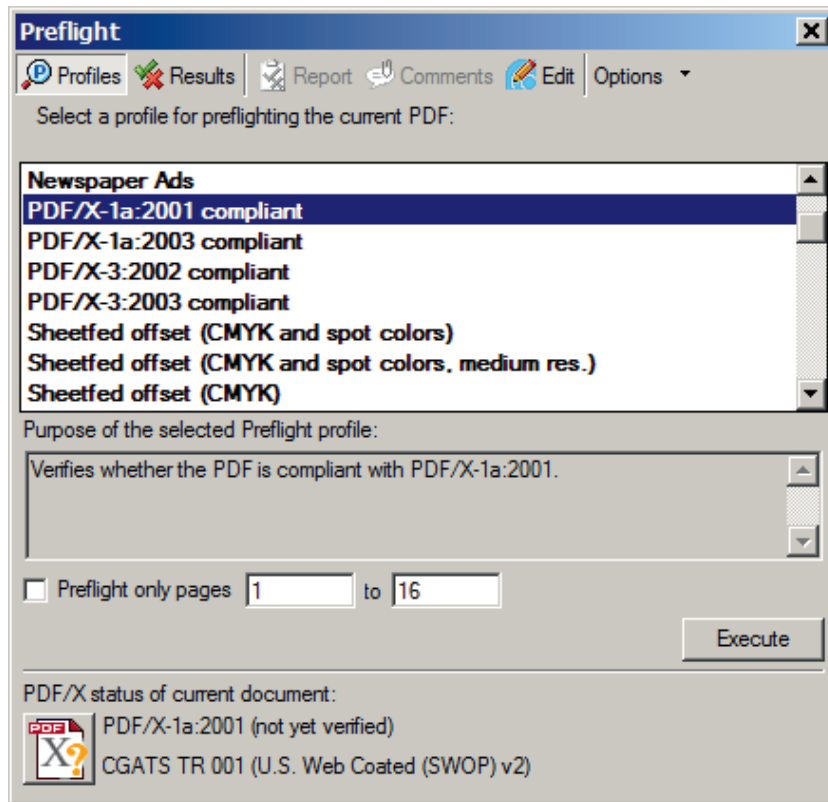 Preflight
Profiles Results Report Comments Edit Options
Select a profile for preflighting the current PDF:
Newspaper Ads
PDF/X-1a:2001 compliant
PDF/X-1a:2003 compliant
PDF/X-3:2002 compliant
PDF/X-3:2003 compliant
Sheetfed offset (CMYK and spot colors)
Sheetfed offset (CMYK and spot colors, medium res.)
Sheetfed offset (CMYK)
Purpose of the selected Preflight profile:
Verifies whether the PDF is compliant with PDF/X-1a:2001.
Preflight only pages 1 to 16
Execute
PDF/X status of current document:
PDF X?
PDF/X-1a:2001 (not yet verified)
CGATS TR 001 (U.S. Web Coated (SWOP) v2)